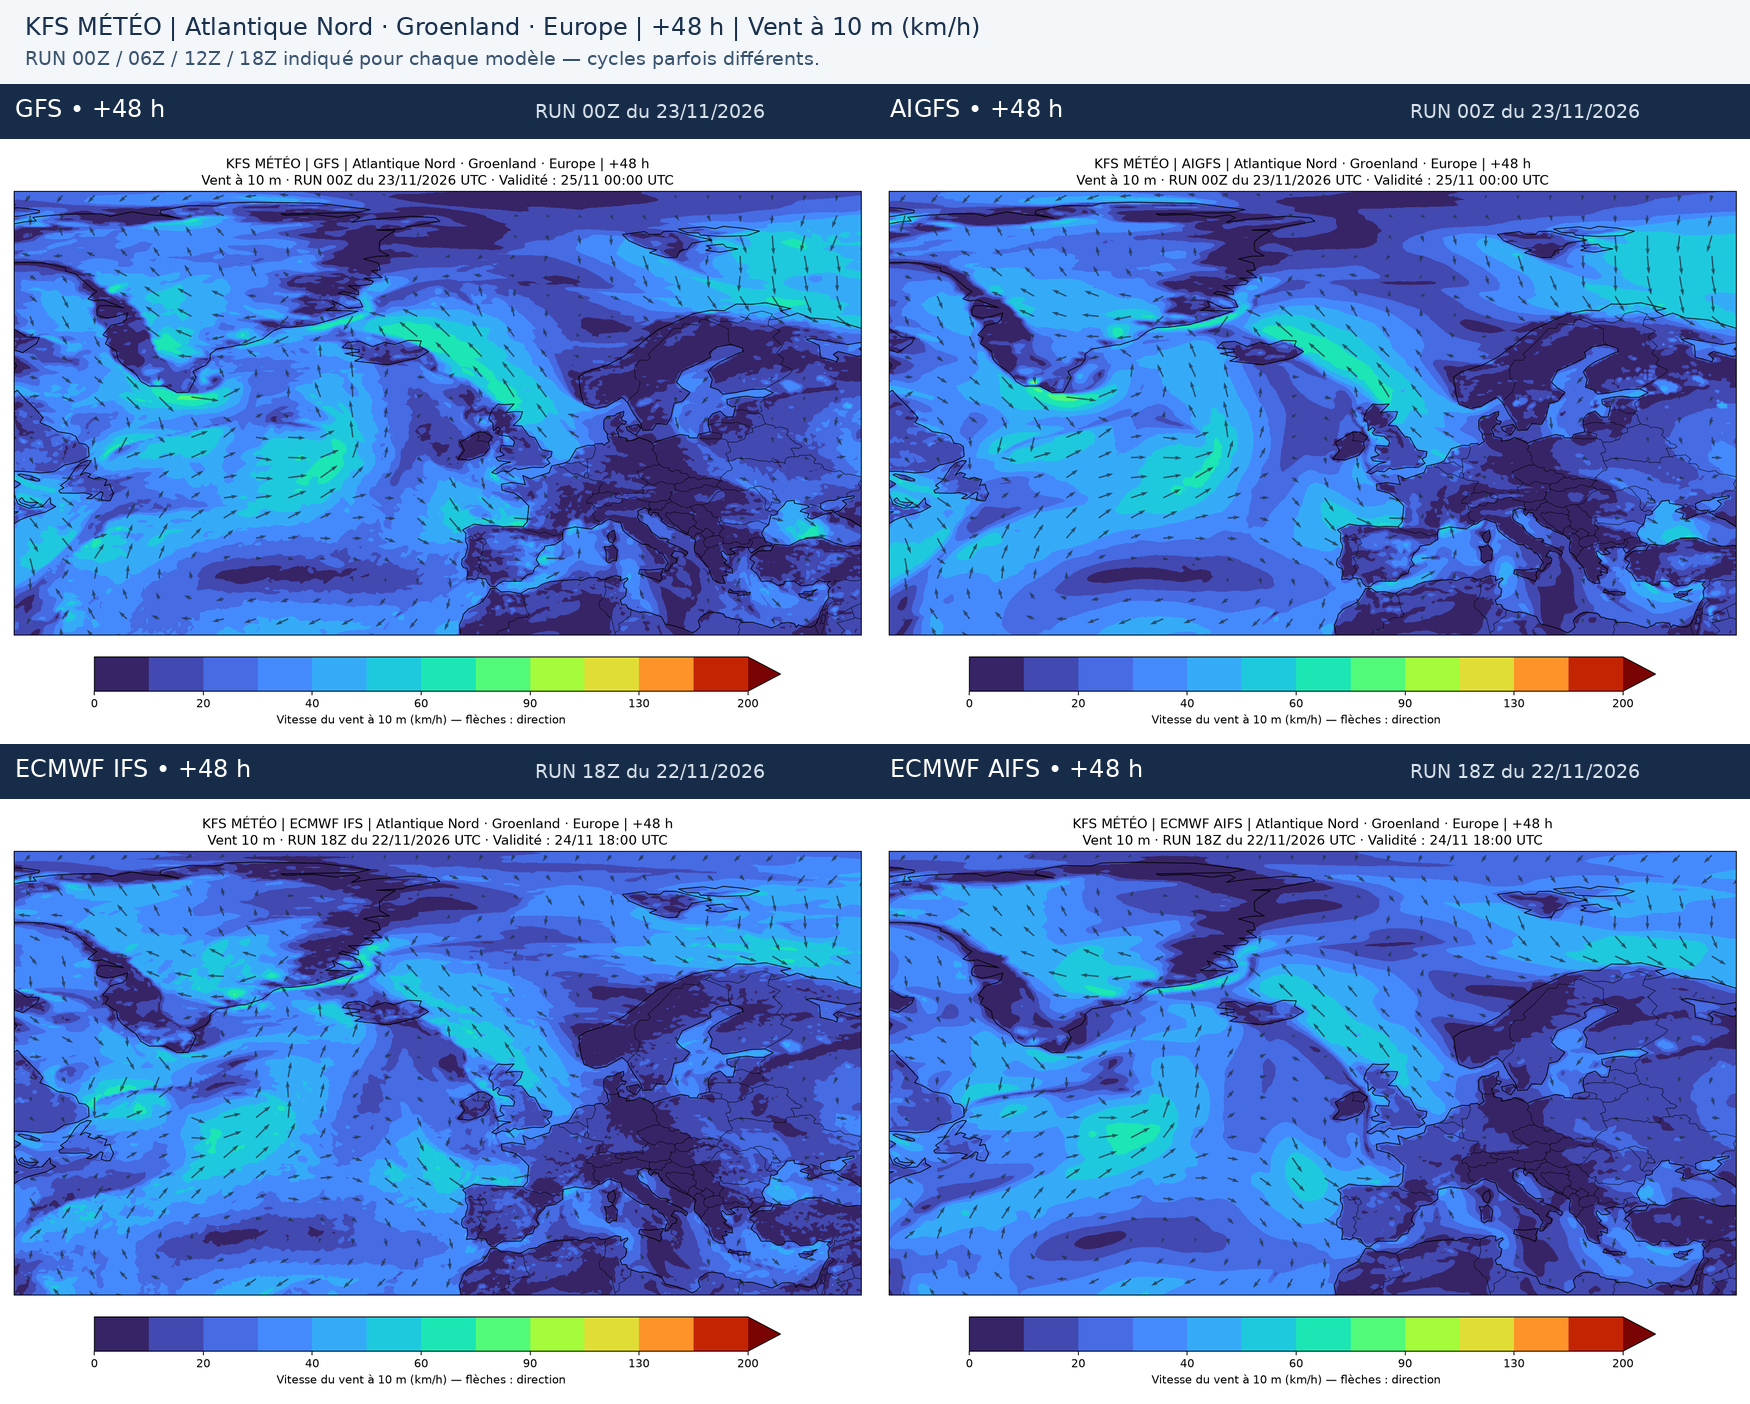 KFS MÉTÉO | Atlantique Nord · Groenland · Europe | +48 h | Vent à 10 m (km/h)
RUN 00Z / 06Z / 12Z / 18Z indiqué pour chaque modèle — cycles parfois différents.
GFS • +48 h
RUN 00Z du 23/11/2026
KFS MÉTÉO | GFS | Atlantique Nord · Groenland · Europe | +48 h
Vent à 10 m · RUN 00Z du 23/11/2026 UTC · Validité : 25/11 00:00 UTC
0 20 40 60 90 130 200
Vitesse du vent à 10 m (km/h) — flèches : direction
AIGFS • +48 h
RUN 00Z du 23/11/2026
KFS MÉTÉO | AIGFS | Atlantique Nord · Groenland · Europe | +48 h
Vent à 10 m · RUN 00Z du 23/11/2026 UTC · Validité : 25/11 00:00 UTC
0 20 40 60 90 130 200
Vitesse du vent à 10 m (km/h) — flèches : direction
ECMWF IFS • +48 h
RUN 18Z du 22/11/2026
KFS MÉTÉO | ECMWF IFS | Atlantique Nord · Groenland · Europe | +48 h
Vent 10 m · RUN 18Z du 22/11/2026 UTC · Validité : 24/11 18:00 UTC
0 20 40 60 90 130 200
Vitesse du vent à 10 m (km/h) — flèches : direction
ECMWF AIFS • +48 h
RUN 18Z du 22/11/2026
KFS MÉTÉO | ECMWF AIFS | Atlantique Nord · Groenland · Europe | +48 h
Vent 10 m · RUN 18Z du 22/11/2026 UTC · Validité : 24/11 18:00 UTC
0 20 40 60 90 130 200
Vitesse du vent à 10 m (km/h) — flèches : direction